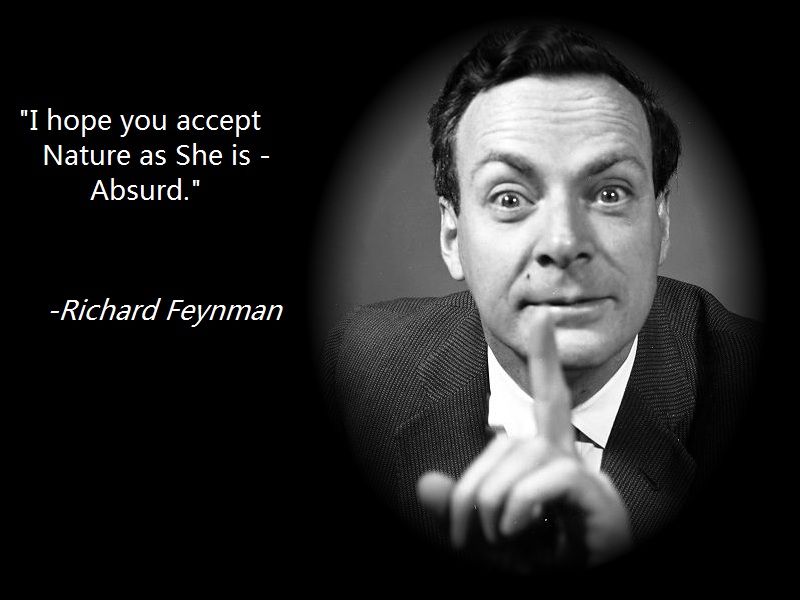 "I hope you accept
Nature as She is -
Absurd."
-Richard Feynman